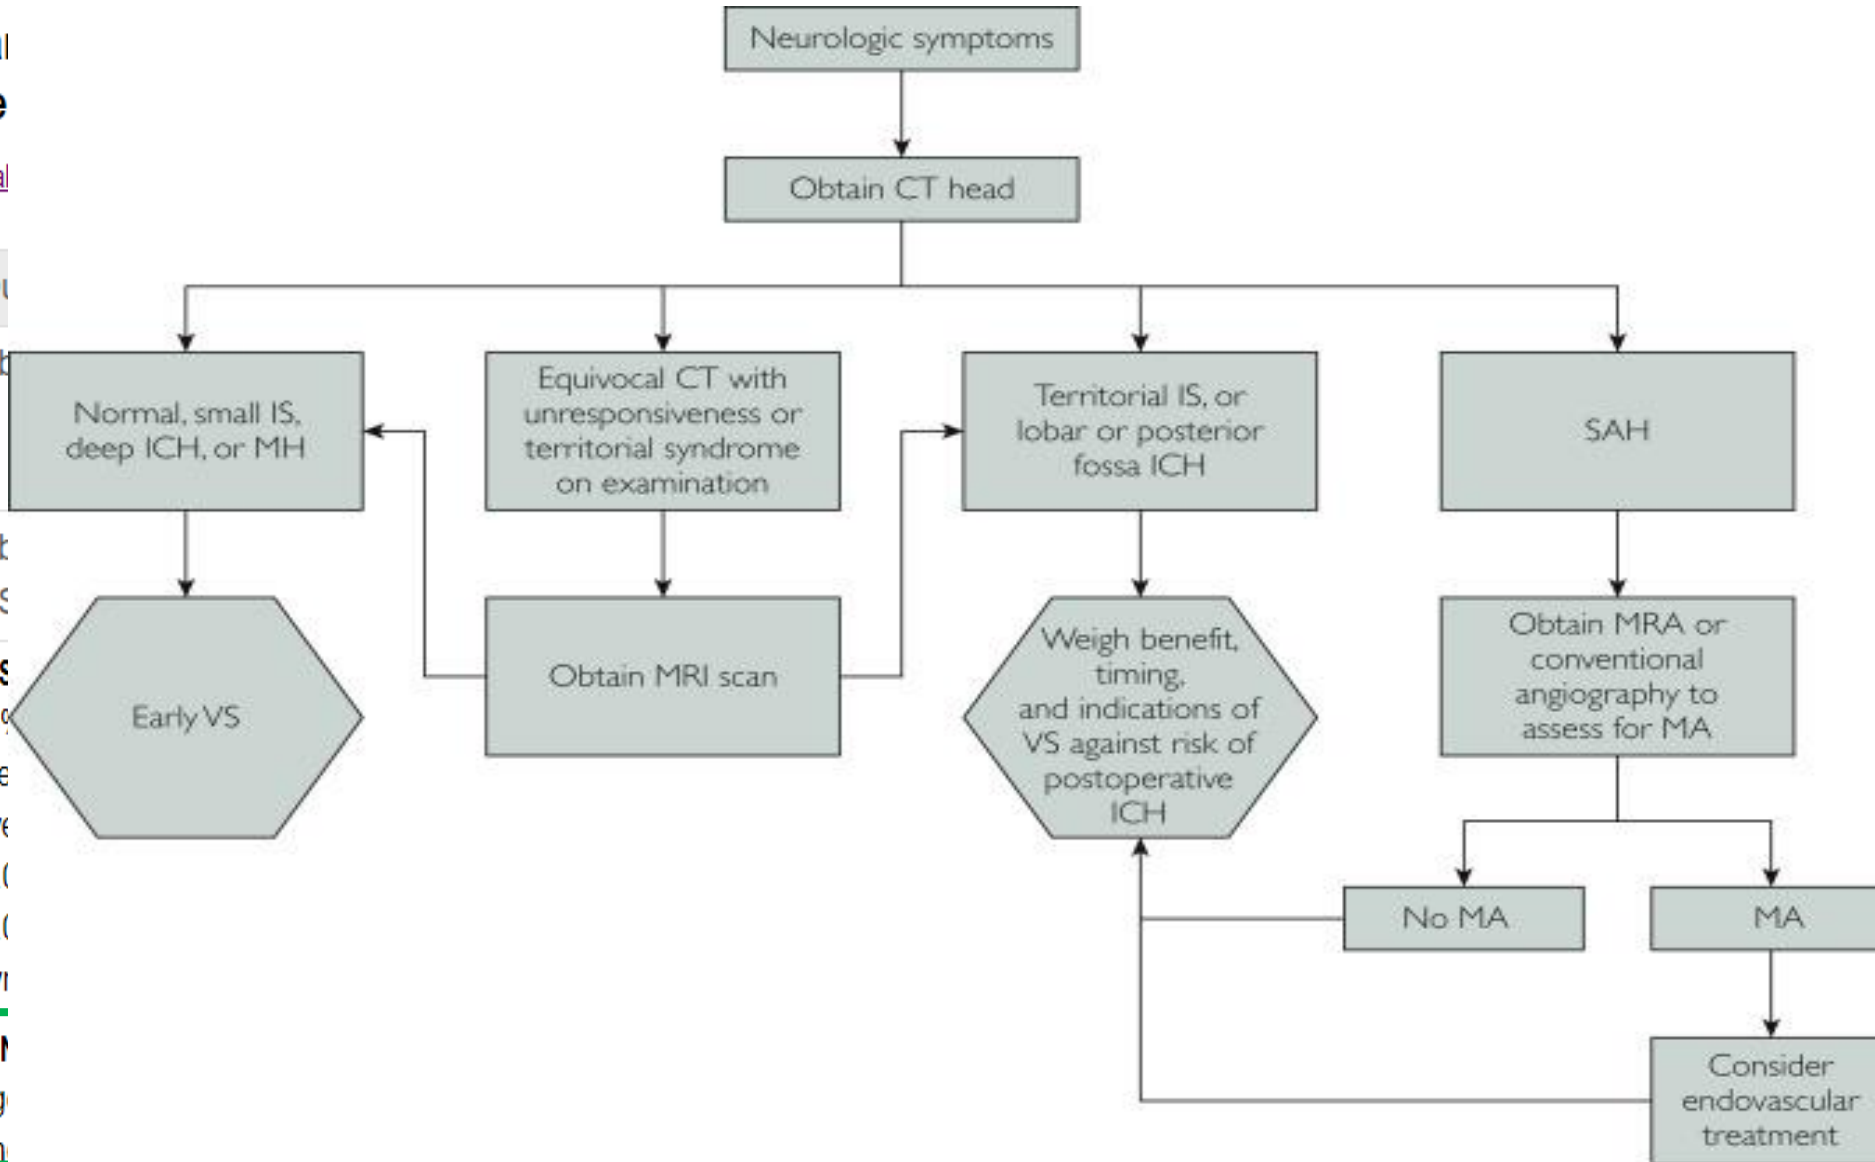 Neurologic symptoms
Obtain CT head
Normal, small IS,
deep ICH, or MH
Equivocal CT with
unresponsiveness or
territorial syndrome
on examination
Territorial IS, or
lobar or posterior
fossa ICH
SAH
Early VS
Obtain MRI scan
Weigh benefit,
timing,
and indications of
VS against risk of
postoperative
ICH
Obtain MRA or
conventional
angiography to
assess for MA
No MA
MA
Consider
endovascular
treatment